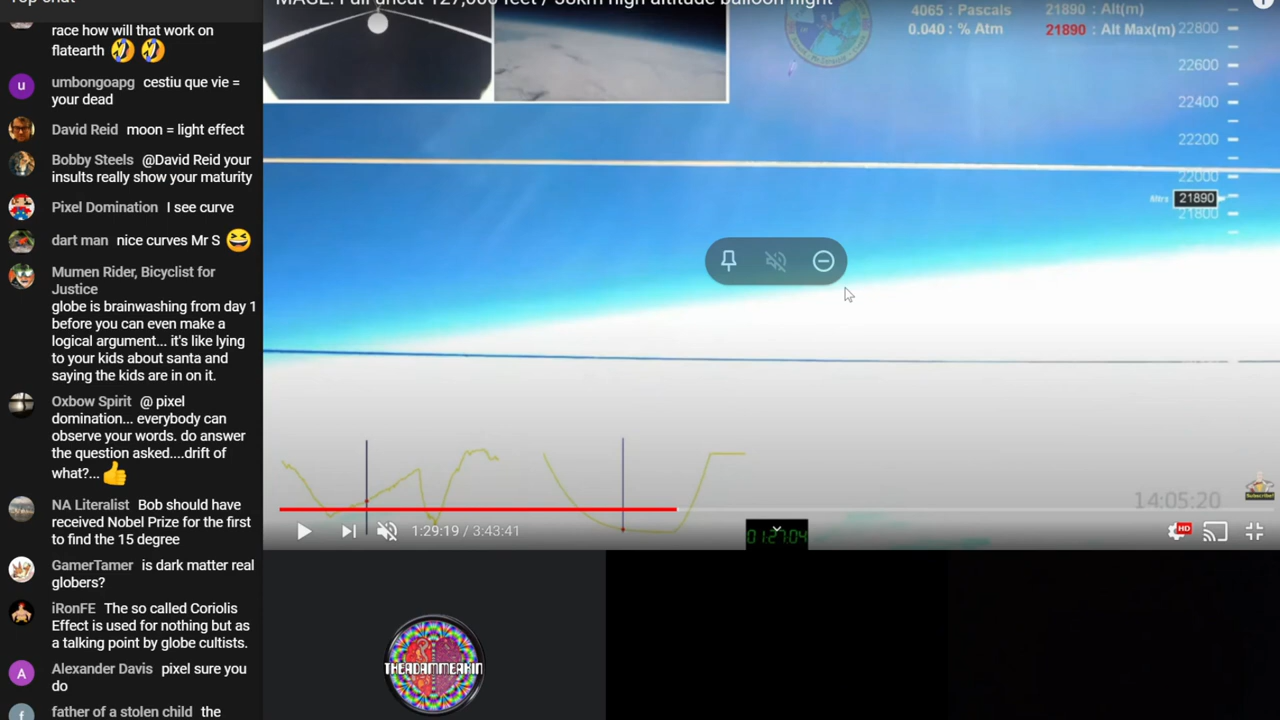 race how will that work on
flatearth
umbongoapg cestiu que vie =
your dead
David Reid moon = light effect
Bobby Steels @David Reid your
insults really show your maturity
Pixel Domination I see curve
dart man nice curves Mr S
Mumen Rider, Bicyclist for
Justice
globe is brainwashing from day 1
before you can even make a
logical argument... it's like lying
to your kids about santa and
saying the kids are in on it.
Oxbow Spirit @ pixel
domination... everybody can
observe your words. do answer
the question asked....drift of
what?...
NA Literalist Bob should have
received Nobel Prize for the first
to find the 15 degree
GamerTamer is dark matter real
globers?
iRonFE The so called Coriolis
Effect is used for nothing but as
a talking point by globe cultists.
Alexander Davis pixel sure you
do
father of a stolen child the
4065 : Pascals
0.040 : % Atm
21890 : Alt(m)
21890 : Alt Max(m)
22800
22600
22400
22200
22000
Mtrs 21890
21800
14:05:20
1:29:19 / 3:43:41
HD
01:27:04
Subscribe!
THEADAMMEAKIN